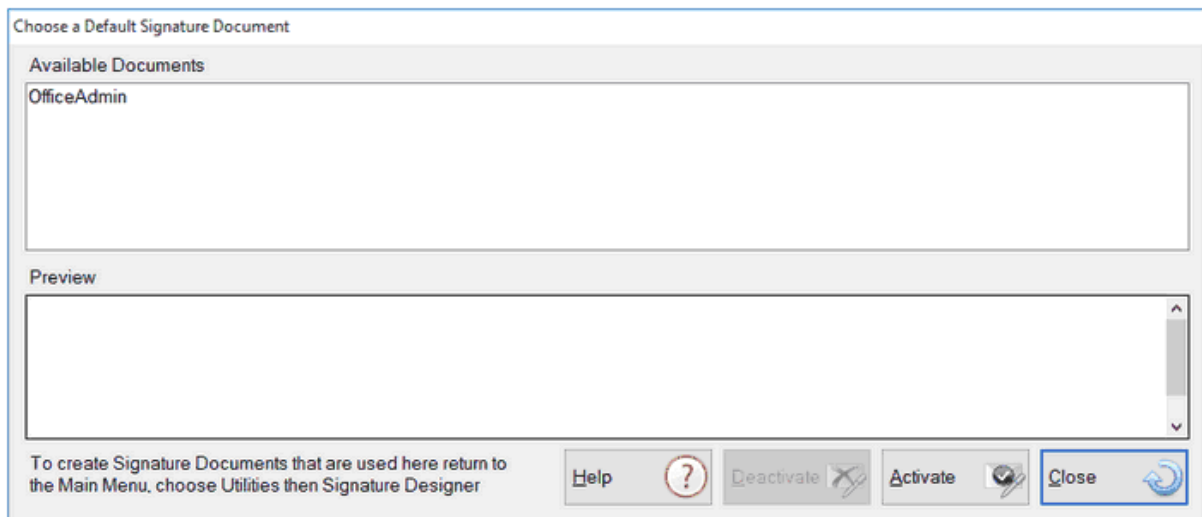 Choose a Default Signature Document
Available Documents
OfficeAdmin
Preview
To create Signature Documents that are used here return to
the Main Menu, choose Utilities then Signature Designer
Help
?
Deactivate
Activate
Close